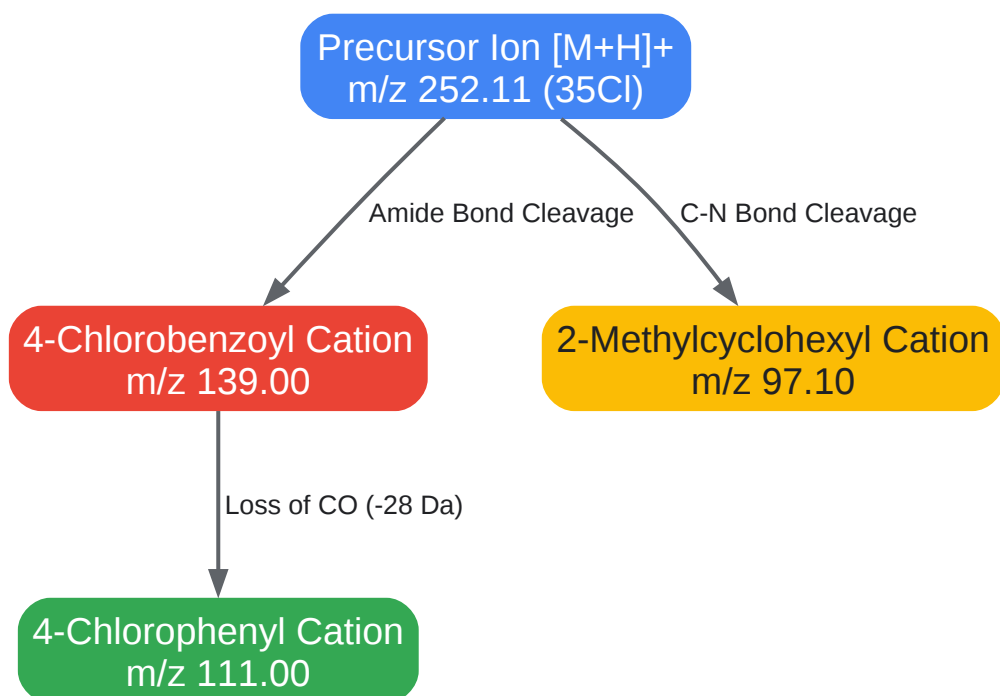 Precursor Ion [M+H]+
m/z 252.11 (35Cl)
Amide Bond Cleavage
C-N Bond Cleavage
4-Chlorobenzoyl Cation
m/z 139.00
2-Methylcyclohexyl Cation
m/z 97.10
Loss of CO (-28 Da)
4-Chlorophenyl Cation
m/z 111.00